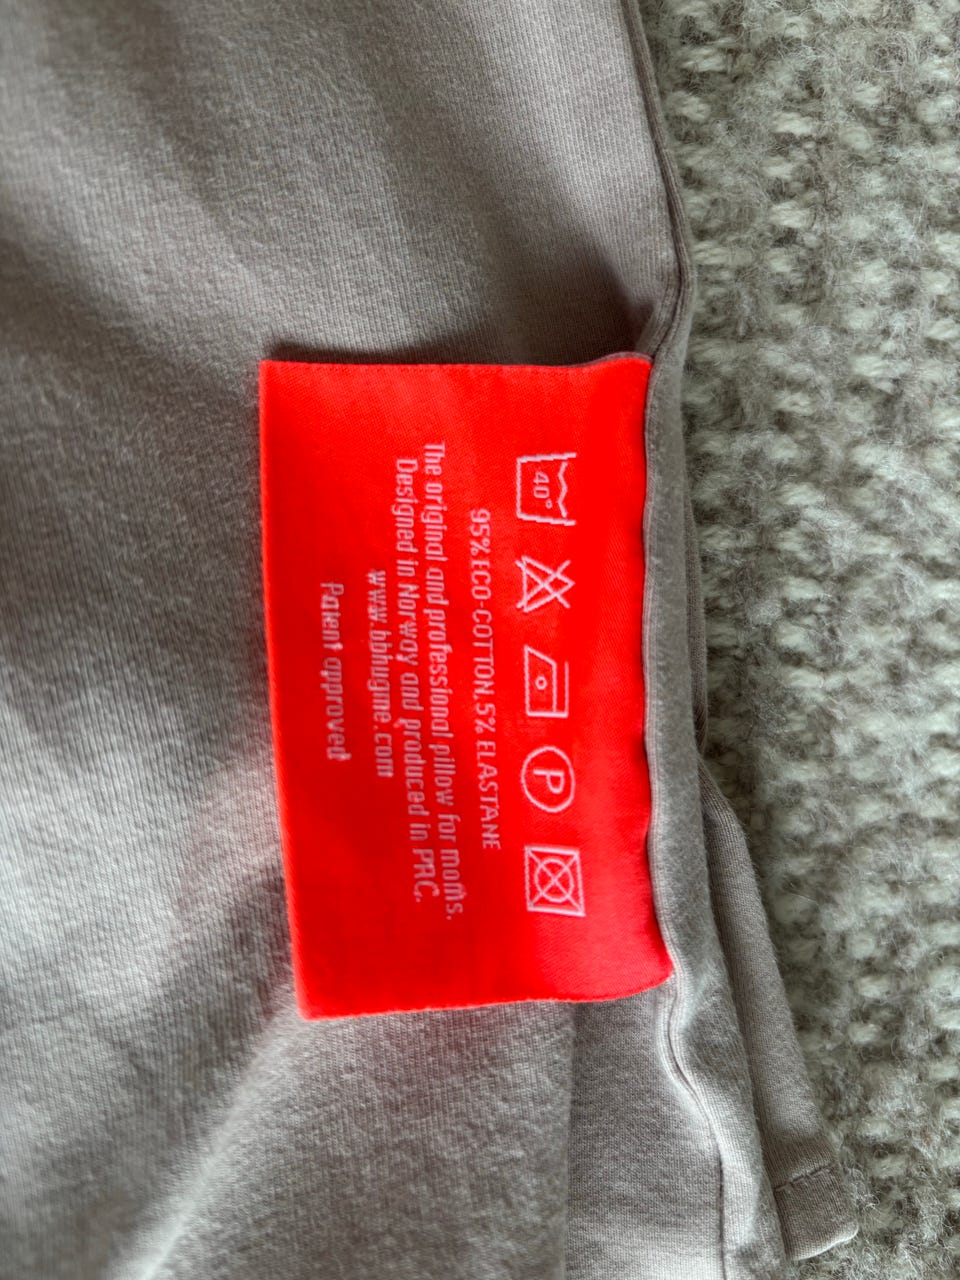 40°
P
95% ECO-COTTON, 5% ELASTANE
The original and professional pillow for moms.
Designed in Norway and produced in PRC.
www.bbhugme.com
Patent approved